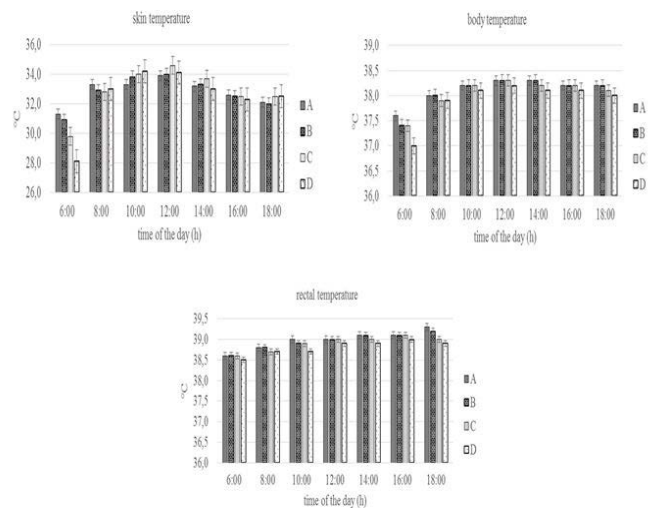 skin temperature
36,0
34,0
32,0
30,0
28,0
26,0
°C
6:00 8:00 10:00 12:00 14:00 16:00 18:00
time of the day (h)
A
B
C
D
body temperature
39,0
38,5
38,0
37,5
37,0
36,5
36,0
°C
6:00 8:00 10:00 12:00 14:00 16:00 18:00
time of the day (h)
A
B
C
D
rectal temperature
39,5
39,0
38,5
38,0
37,5
37,0
36,5
36,0
°C
6:00 8:00 10:00 12:00 14:00 16:00 18:00
time of the day (h)
A
B
C
D